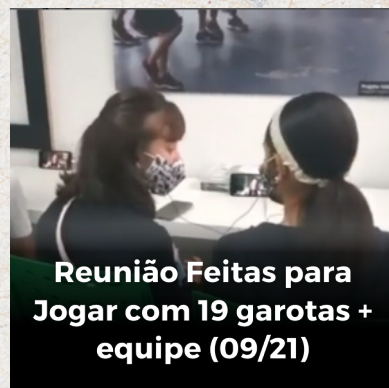 Reunião Feitas para
Jogar com 19 garotas +
equipe (09/21)